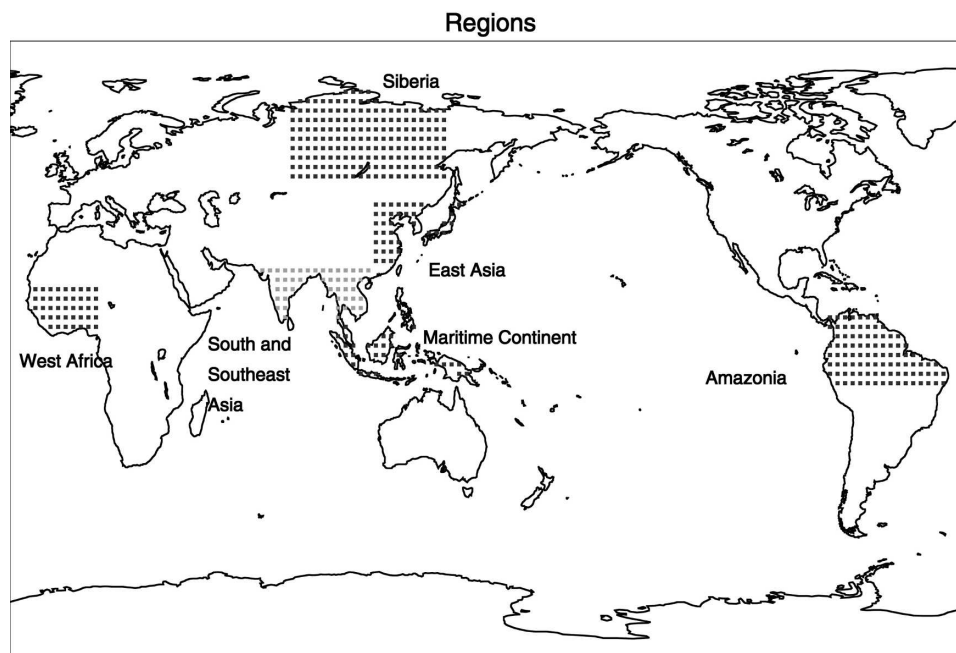 Regions
Siberia
East Asia
Maritime Continent
West Africa
South and
Southeast
Asia
Amazonia